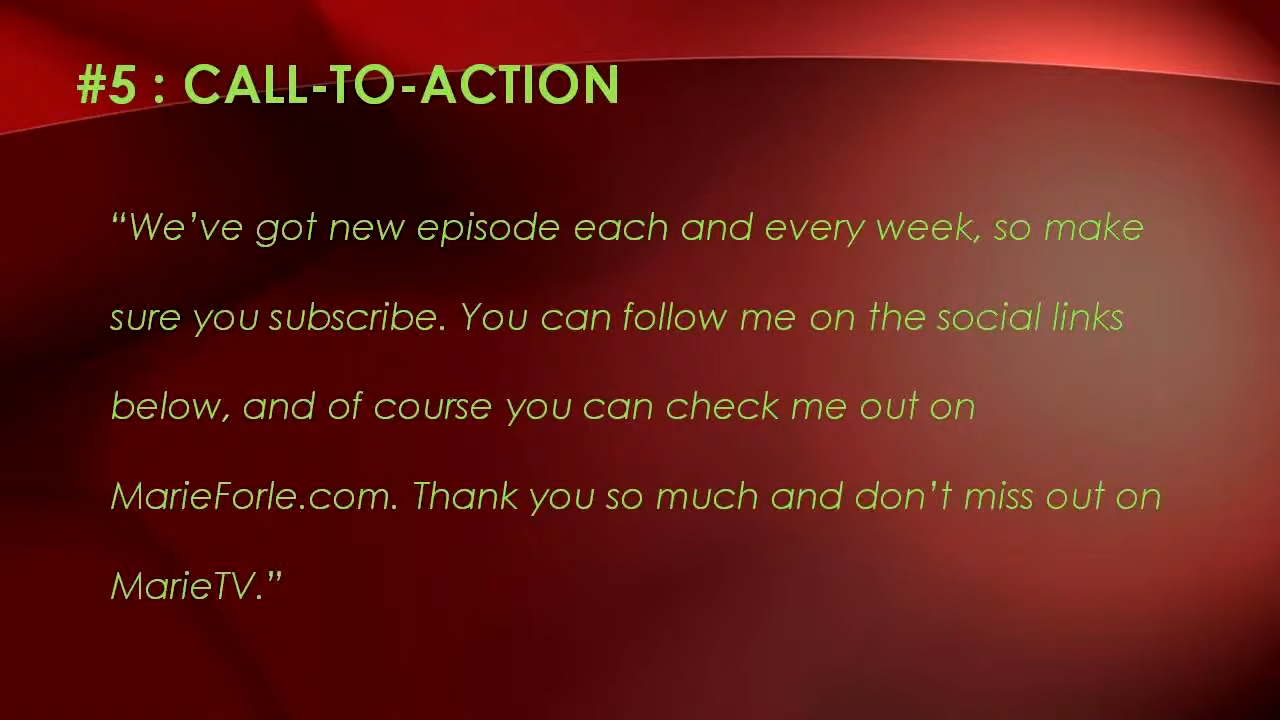 #5 : CALL-TO-ACTION
“We’ve got new episode each and every week, so make
sure you subscribe. You can follow me on the social links
below, and of course you can check me out on
MarieForle.com. Thank you so much and don’t miss out on
MarieTV.”